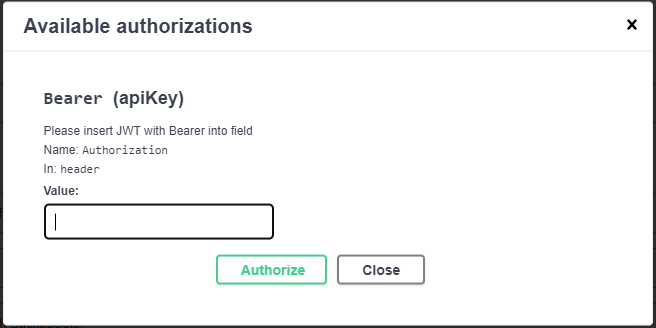 Available authorizations
×
Bearer (apiKey)
Please insert JWT with Bearer into field
Name: Authorization
In: header
Value:
Authorize Close